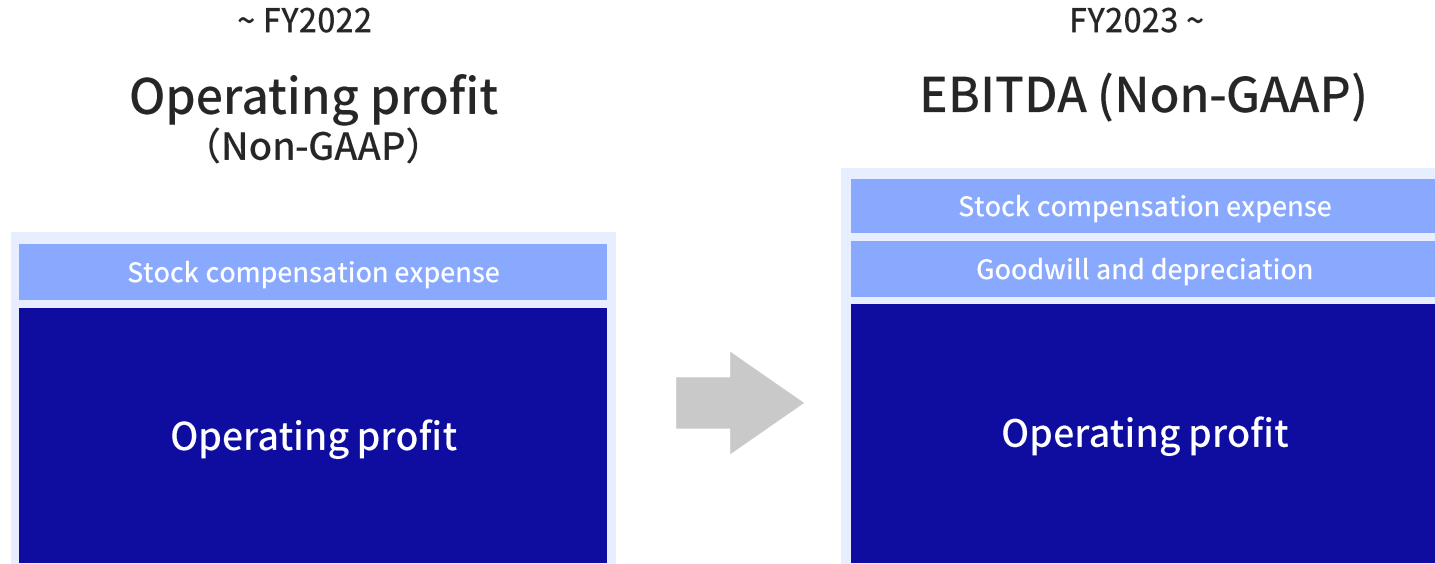 ~ FY2022
Operating profit
（Non-GAAP）
Stock compensation expense
Operating profit
FY2023 ~
EBITDA (Non-GAAP)
Stock compensation expense
Goodwill and depreciation
Operating profit